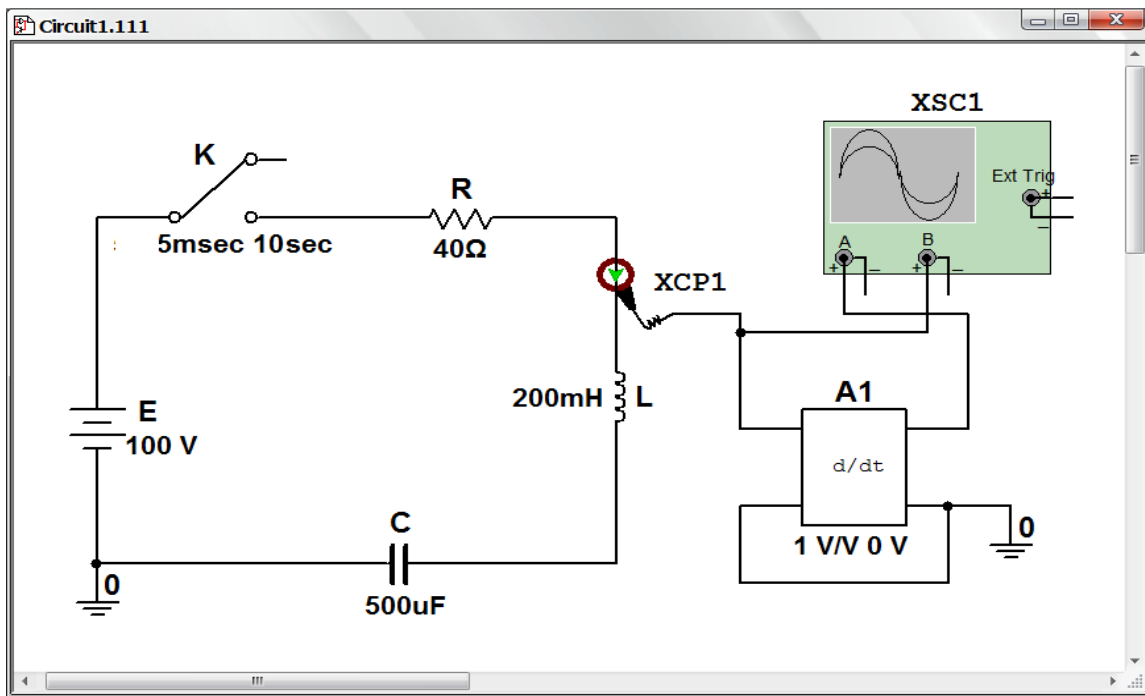 Circuit1.111
XSC1
K
Ext Trig
R
5msec 10sec
40Ω
A
B
XCP1
E
100 V
200mH
L
A1
d/dt
C
0
1 V/V 0 V
0
500uF